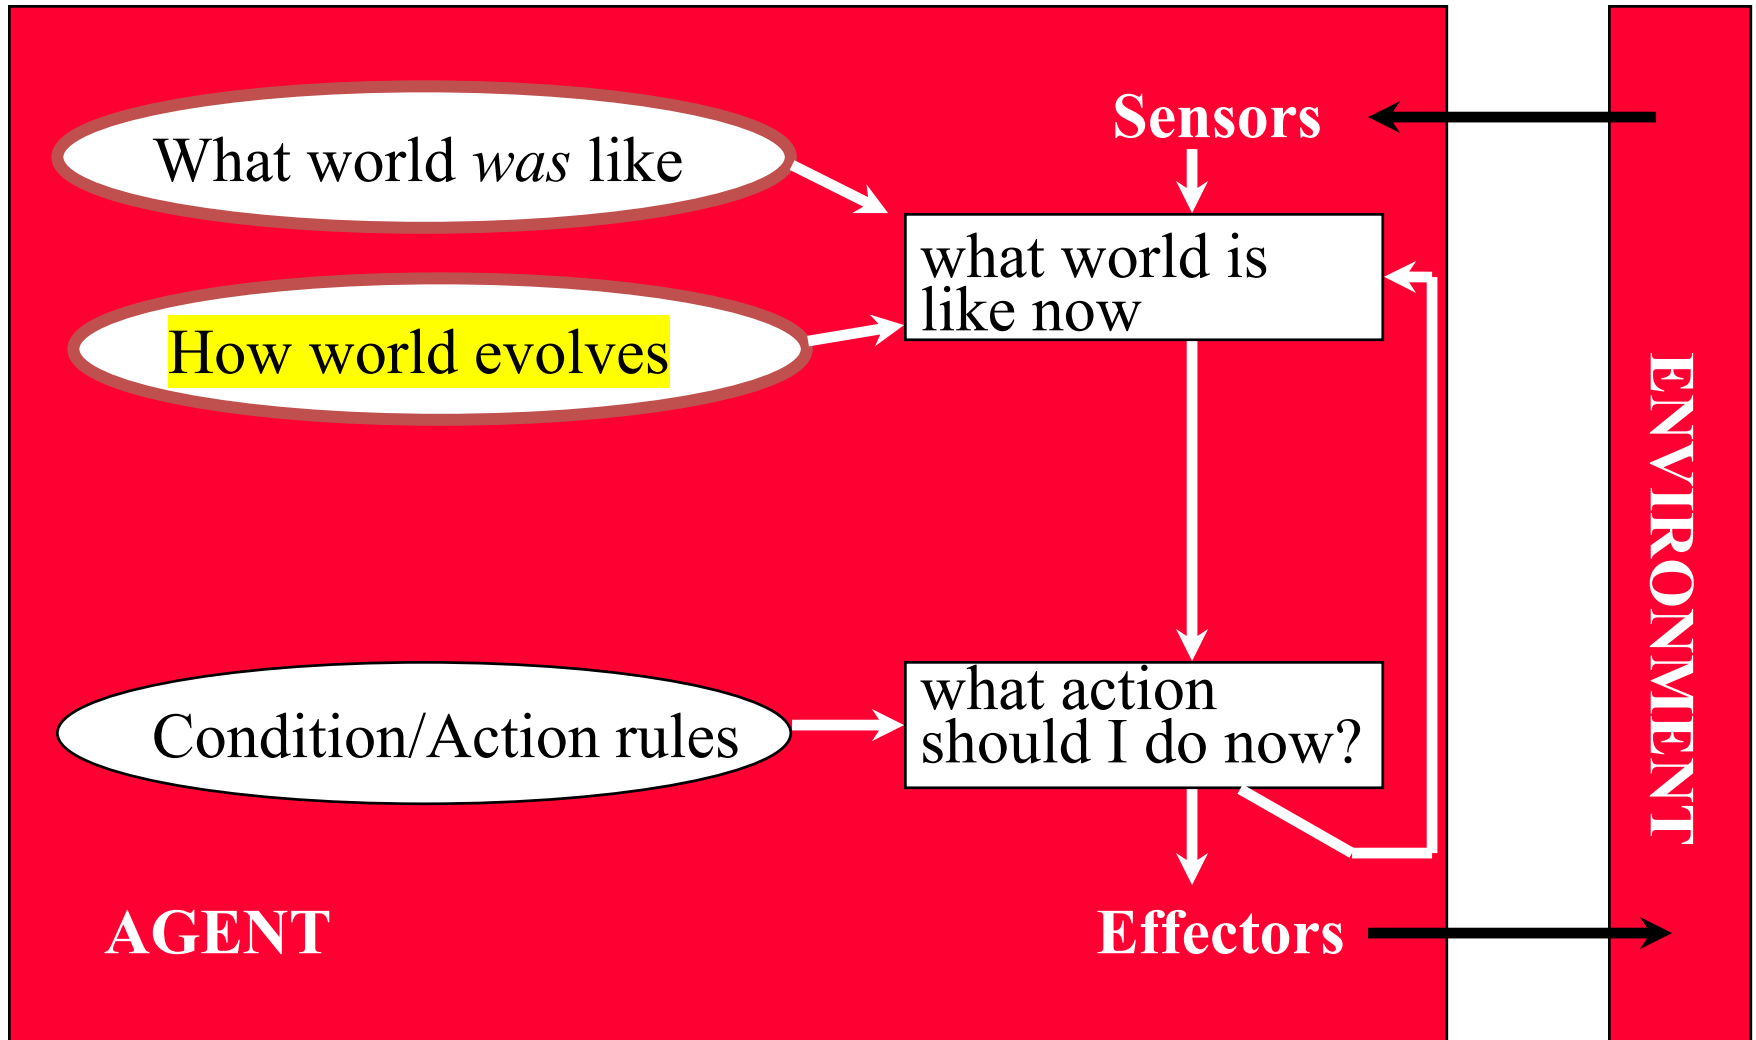 Sensors
What world was like
what world is
like now
How world evolves
ENVIRONMENT
what action
should I do now?
Condition/Action rules
AGENT
Effectors